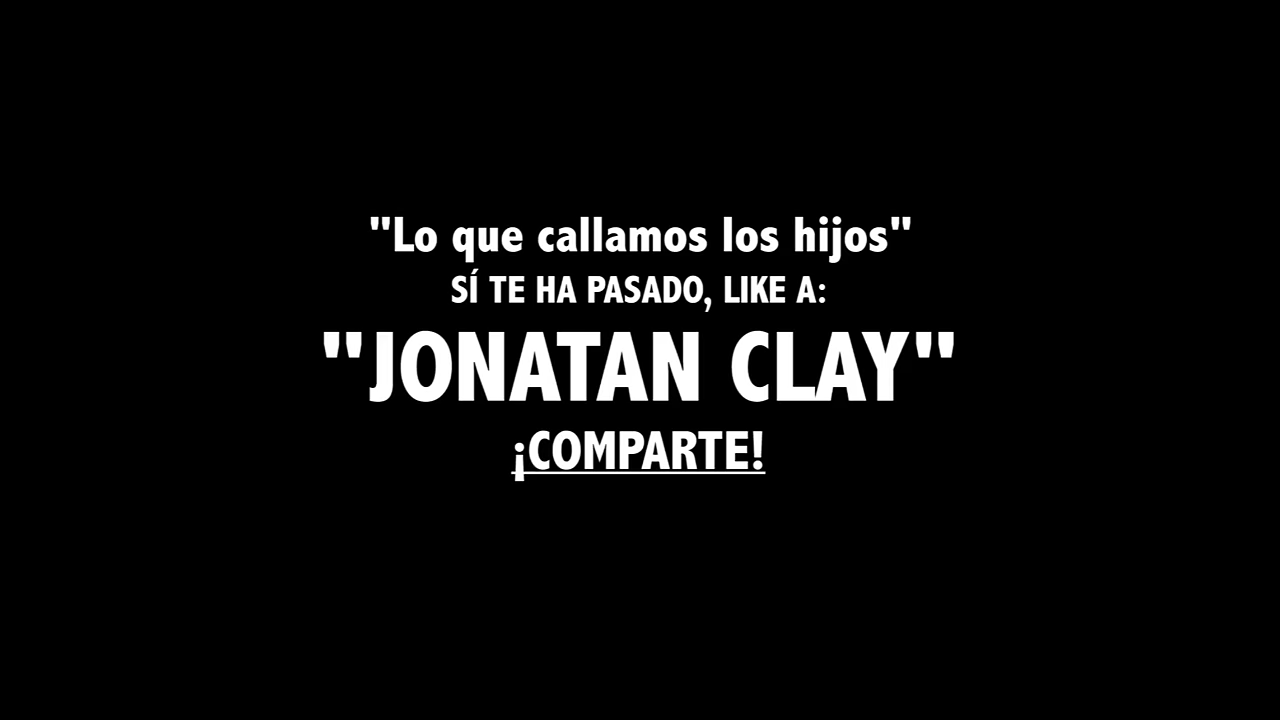 "Lo que callamos los hijos"
SÍ TE HA PASADO, LIKE A:
"JONATAN CLAY"
¡COMPARTE!